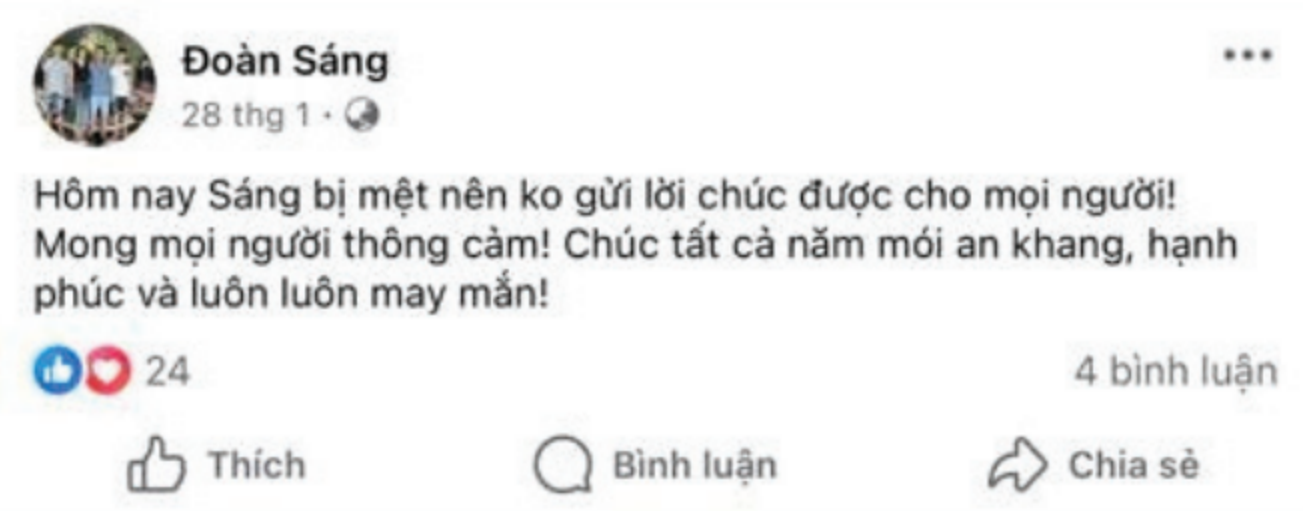 Đoàn Sáng
28 thg 1 ·
Hôm nay Sáng bị mệt nên ko gửi lời chúc được cho mọi người!
Mong mọi người thông cảm! Chúc tất cả năm mói an khang, hạnh
phúc và luôn luôn may mắn!
24
4 bình luận
Thích
Bình luận
Chia sẻ